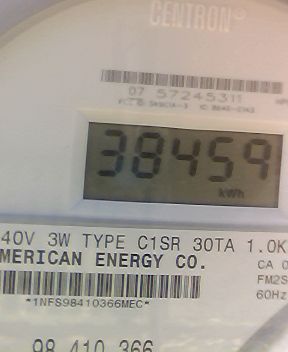 CENTRON®
07 57245311
38459
kWh
40V 3W TYPE C1SR 30TA 1.0K
MERICAN ENERGY CO.
CA 0
FM2S
60Hz
*1NFS98410366MEC*
98 410 366